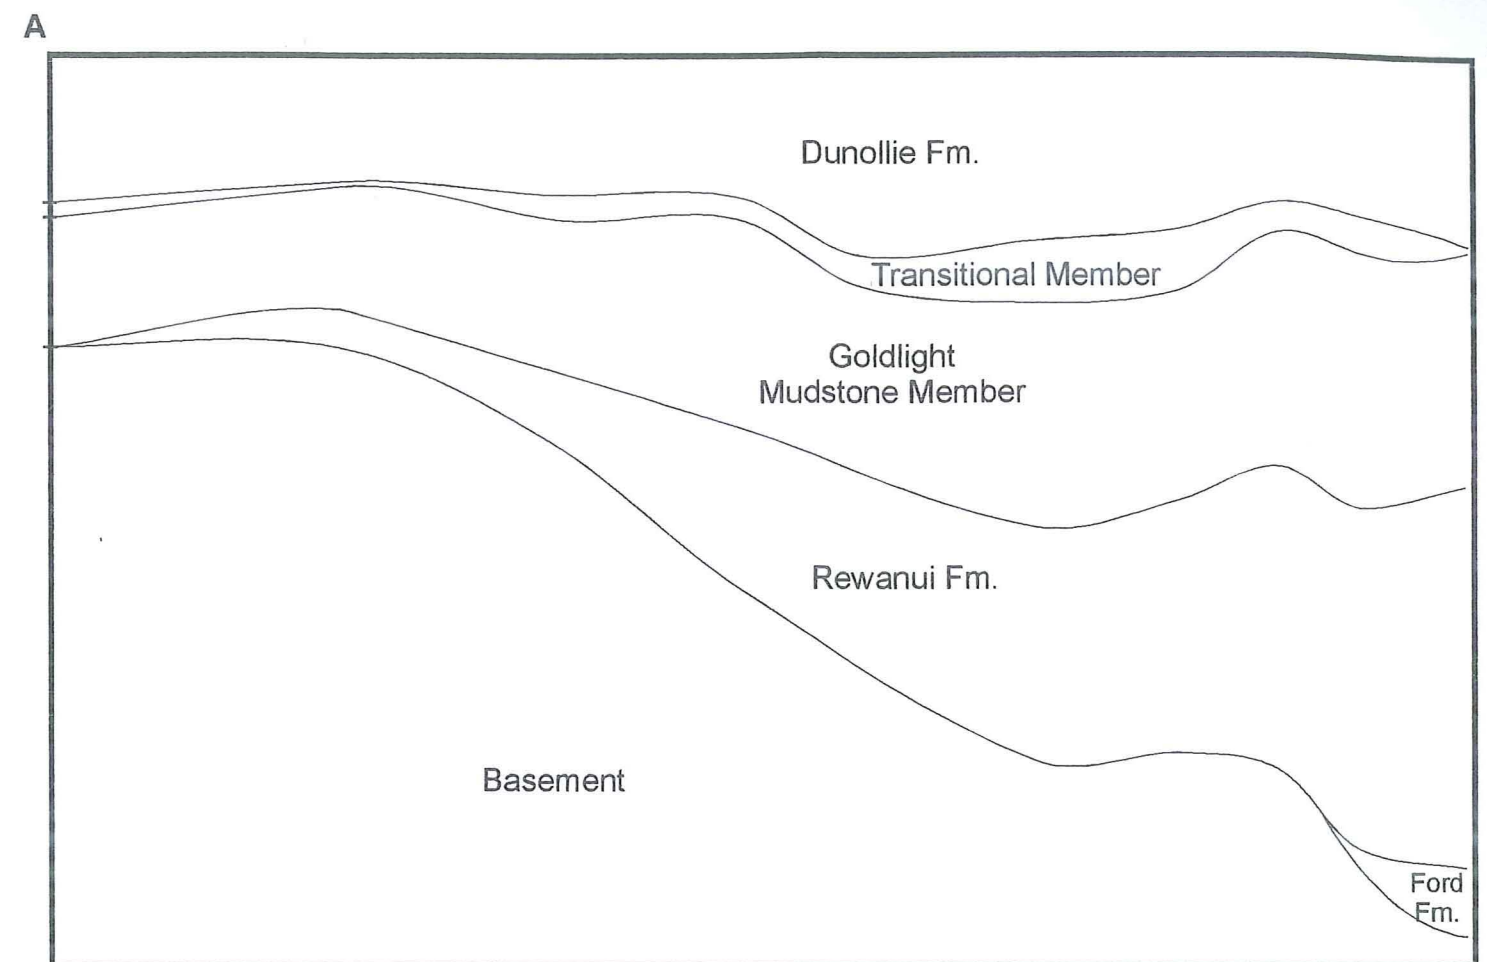 A
Dunollie Fm.
Transitional Member
Goldlight
Mudstone Member
Rewanui Fm.
Basement
Ford
Fm.